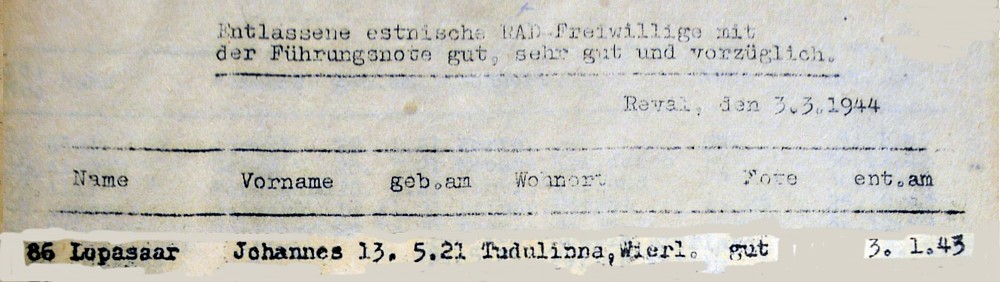 Entlassene estnische RAD-Freiwillige mit
der Führungsnote gut, sehr gut und vorzüglich.
Reval, den 3.3.1944
Name Vorname geb.am Wohnort Note ent.am
86 Lupasaar Johannes 13. 5.21 Tudulinna,Wierl. gut 3. 1.43